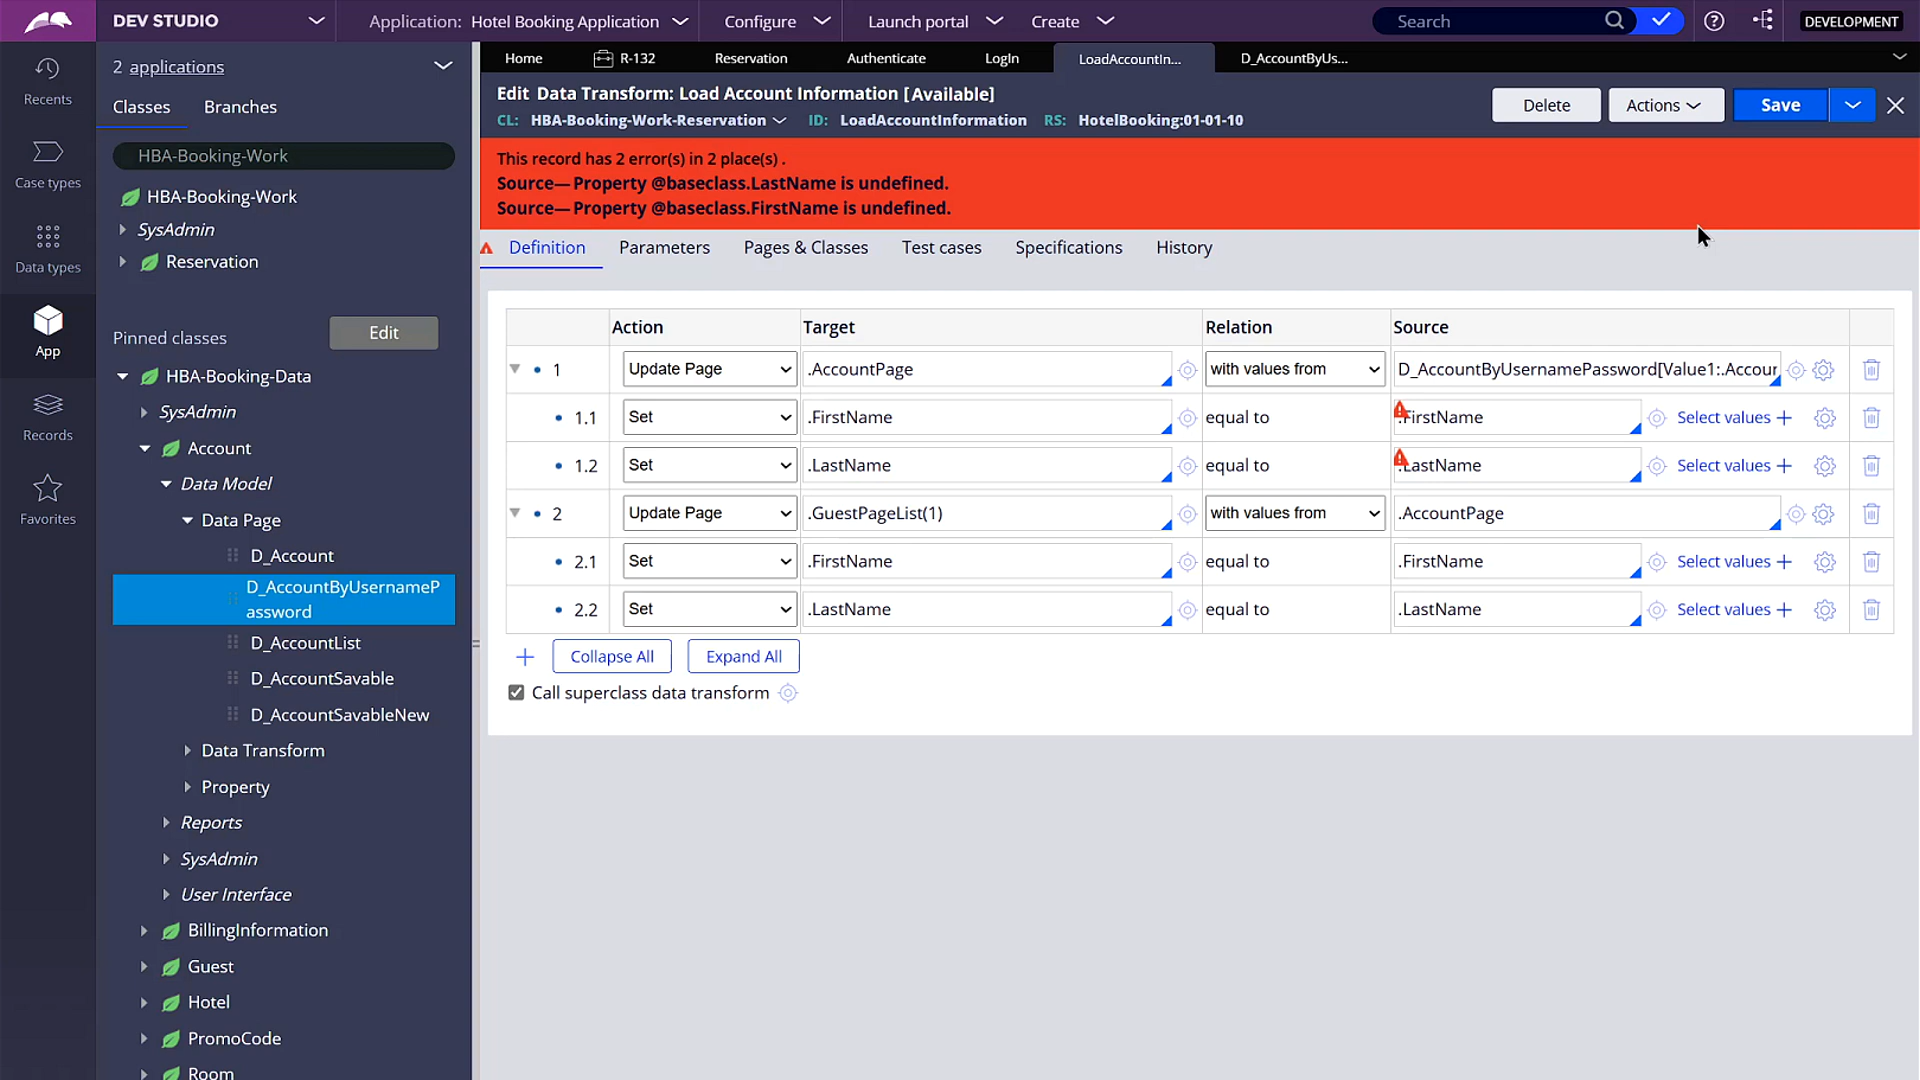 DEV STUDIO
Application: Hotel Booking Application
Configure
Launch portal
Create
Search
DEVELOPMENT
Recents
Case types
Data types
App
Records
Favorites
2 applications
Classes
Branches
HBA-Booking-Work
HBA-Booking-Work
SysAdmin
Reservation
Pinned classes
Edit
HBA-Booking-Data
SysAdmin
Account
Data Model
Data Page
D_Account
D_AccountByUsernameP
assword
D_AccountList
D_AccountSavable
D_AccountSavableNew
Data Transform
Property
Reports
SysAdmin
User Interface
BillingInformation
Guest
Hotel
PromoCode
Room
Home
R-132
Reservation
Authenticate
LogIn
LoadAccountIn...
D_AccountByUs...
Edit Data Transform: Load Account Information [Available]
CL: HBA-Booking-Work-Reservation ID: LoadAccountInformation RS: HotelBooking:01-01-10
Delete
Actions
Save
This record has 2 error(s) in 2 place(s) .
Source— Property @baseclass.LastName is undefined.
Source— Property @baseclass.FirstName is undefined.
Definition
Parameters
Pages & Classes
Test cases
Specifications
History
Action Target Relation Source
1 Update Page .AccountPage with values from D_AccountByUsernamePassword[Value1:.Accour
1.1 Set .FirstName equal to .FirstName Select values
1.2 Set .LastName equal to .LastName Select values
2 Update Page .GuestPageList(1) with values from .AccountPage
2.1 Set .FirstName equal to .FirstName Select values
2.2 Set .LastName equal to .LastName Select values
Collapse All
Expand All
Call superclass data transform